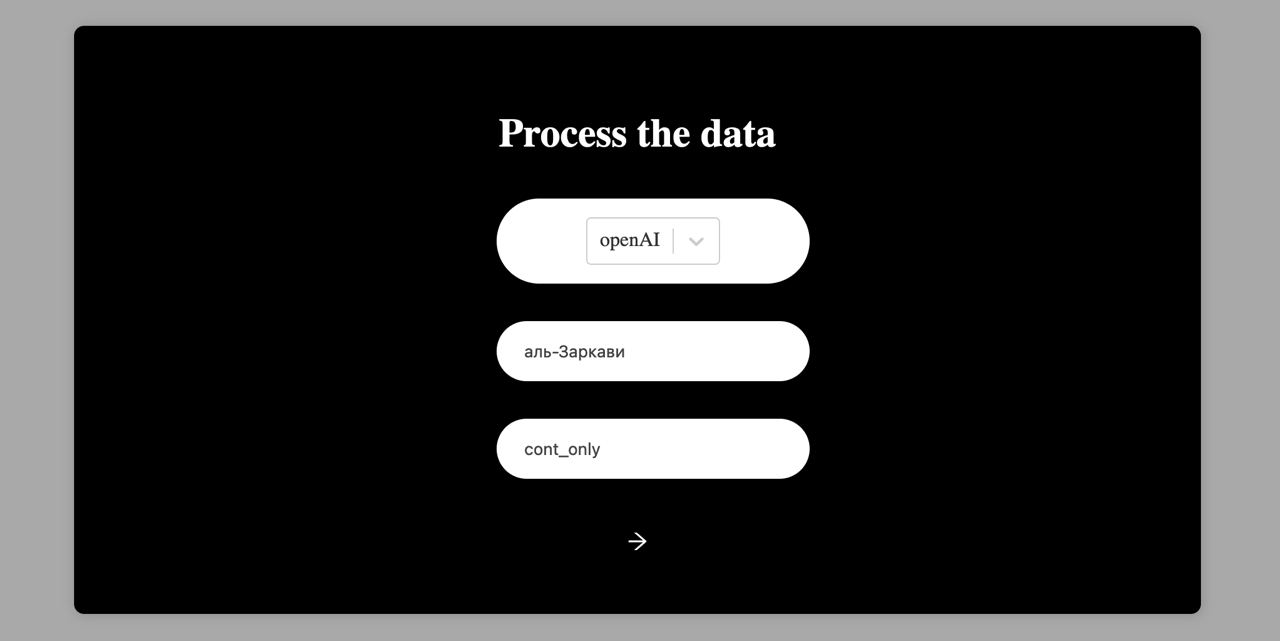 Process the data
openAI
аль-Заркави
cont_only